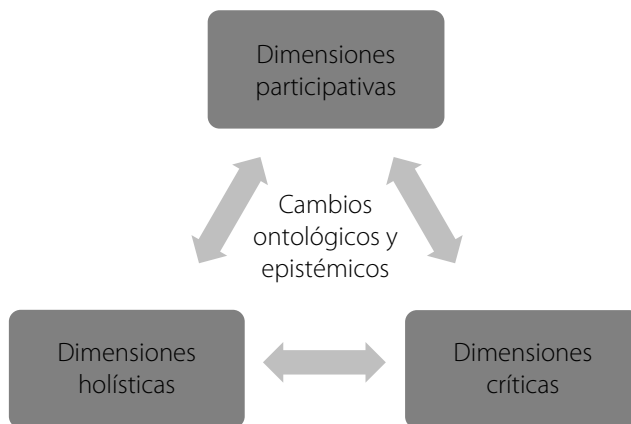 Dimensiones
participativas
Cambios
ontológicos y
epistémicos
Dimensiones
holísticas
Dimensiones
críticas